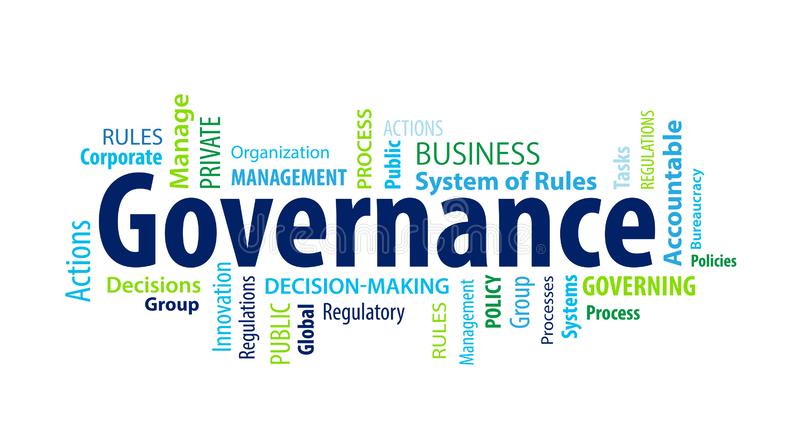 RULES
Corporate
Manage
PRIVATE
Organization
MANAGEMENT
PROCESS
Public
ACTIONS
BUSINESS
System of Rules
Tasks
REGULATIONS
Accountable
Bureaucracy
Governance
Actions
Policies
Decisions
Group
Innovation
Regulations
PUBLIC
Global
DECISION-MAKING
Regulatory
RULES
Management
POLICY
Group
Processes
Systems
GOVERNING
Process